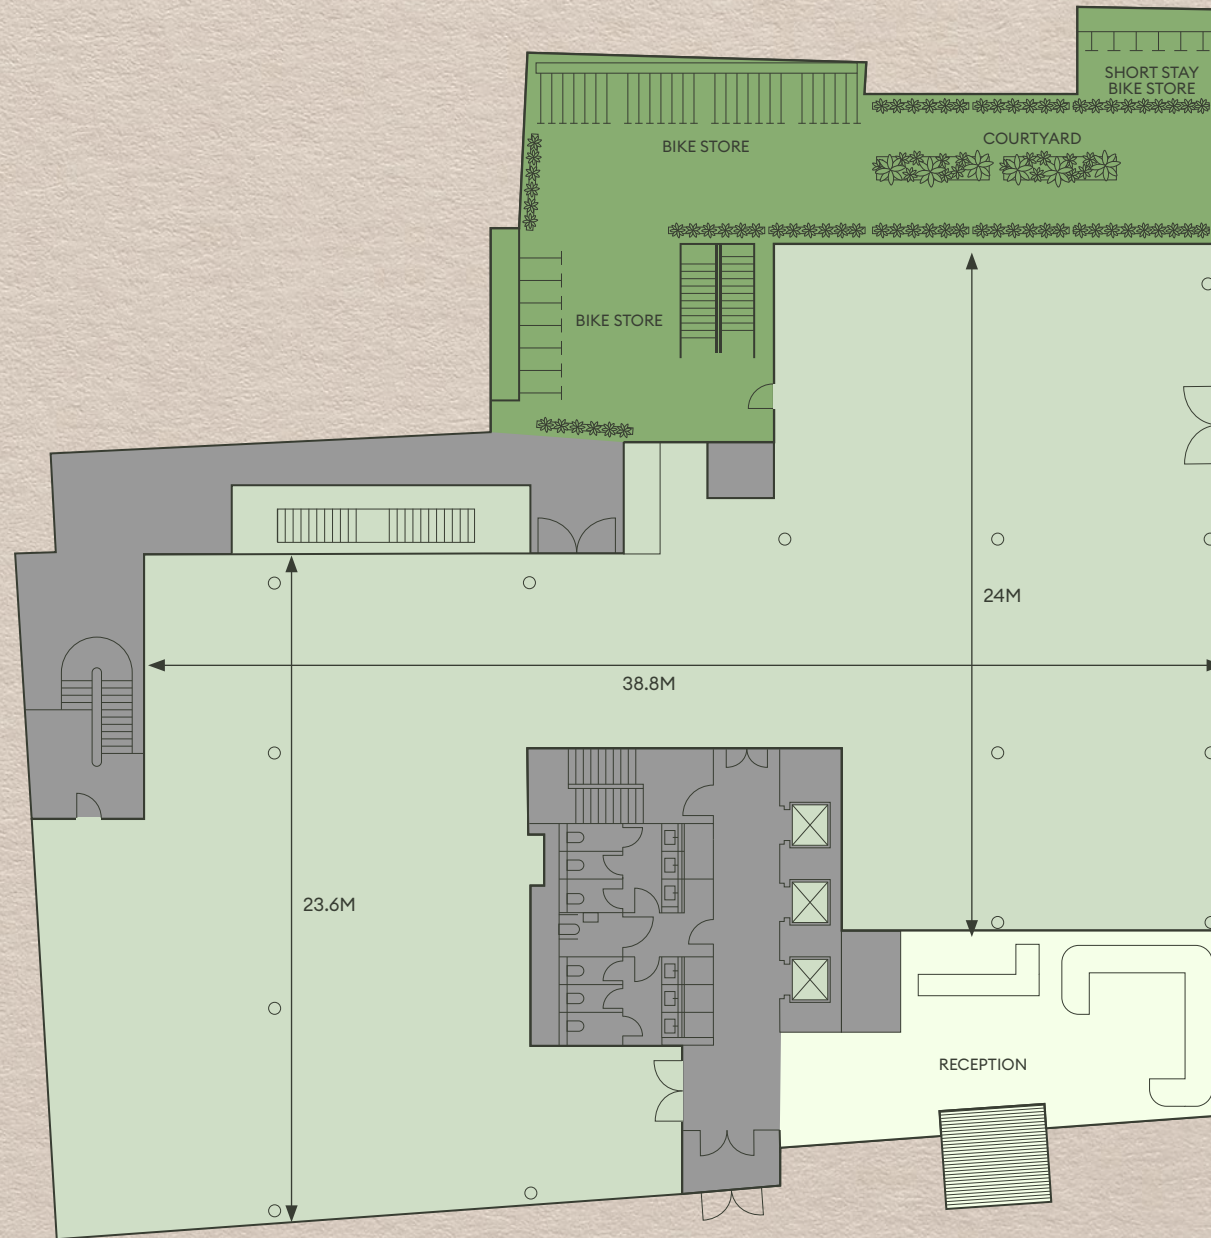 SHORT STAY
BIKE STORE
COURTYARD
BIKE STORE
BIKE STORE
24M
38.8M
23.6M
RECEPTION